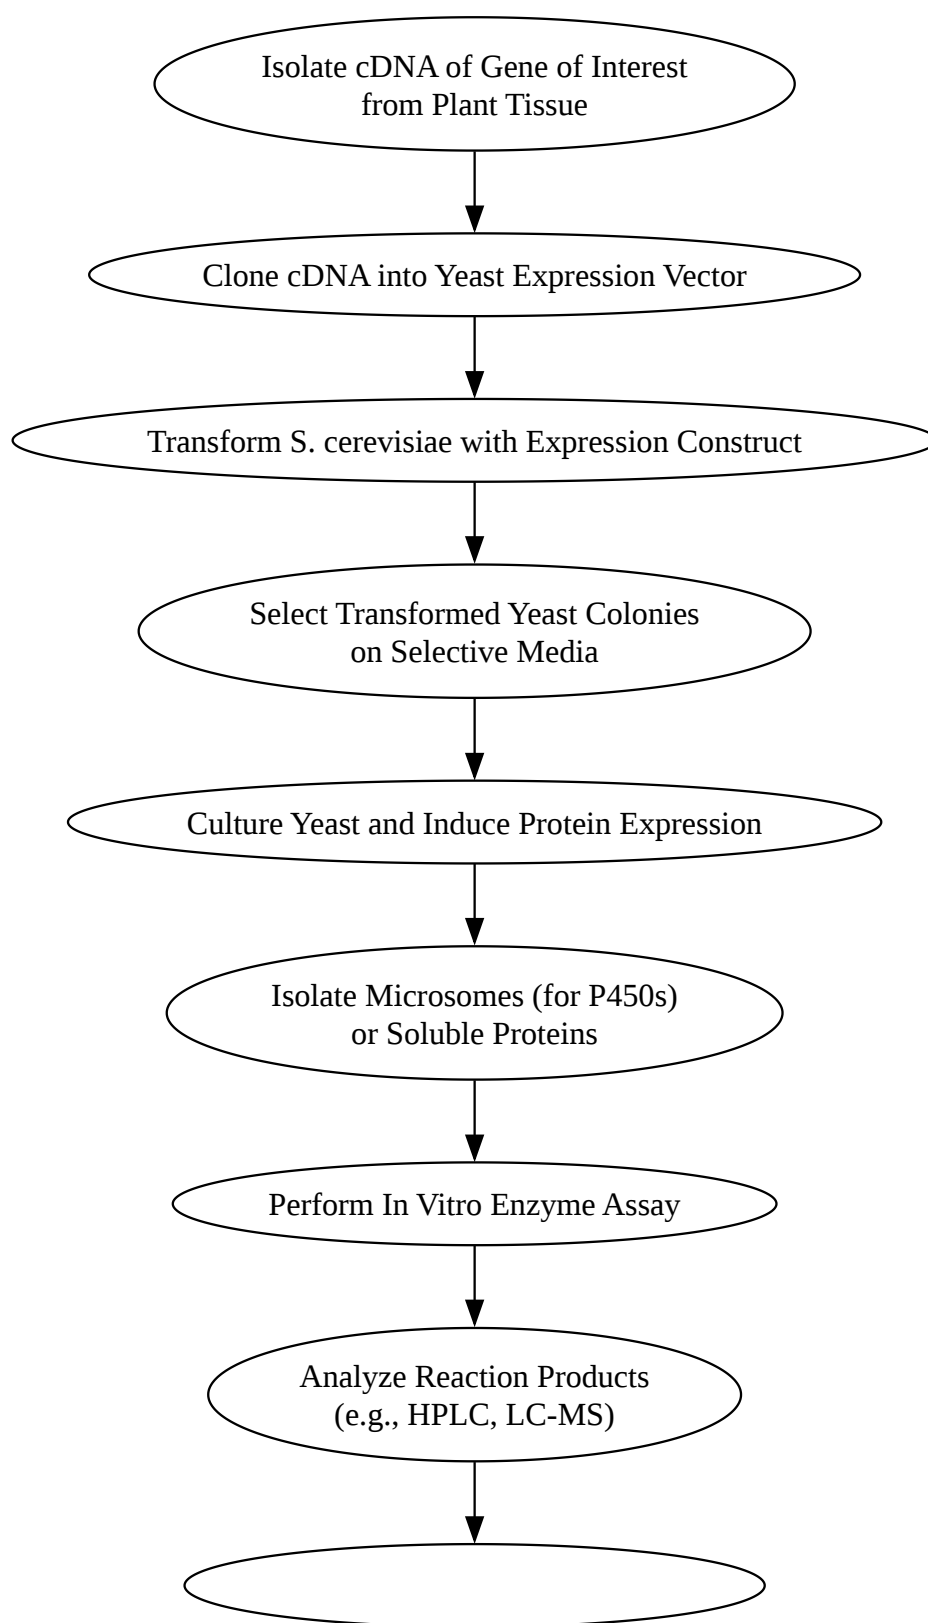 Isolate cDNA of Gene of Interest
from Plant Tissue
Clone cDNA into Yeast Expression Vector
Transform S. cerevisiae with Expression Construct
Select Transformed Yeast Colonies
on Selective Media
Culture Yeast and Induce Protein Expression
Isolate Microsomes (for P450s)
or Soluble Proteins
Perform In Vitro Enzyme Assay
Analyze Reaction Products
(e.g., HPLC, LC-MS)